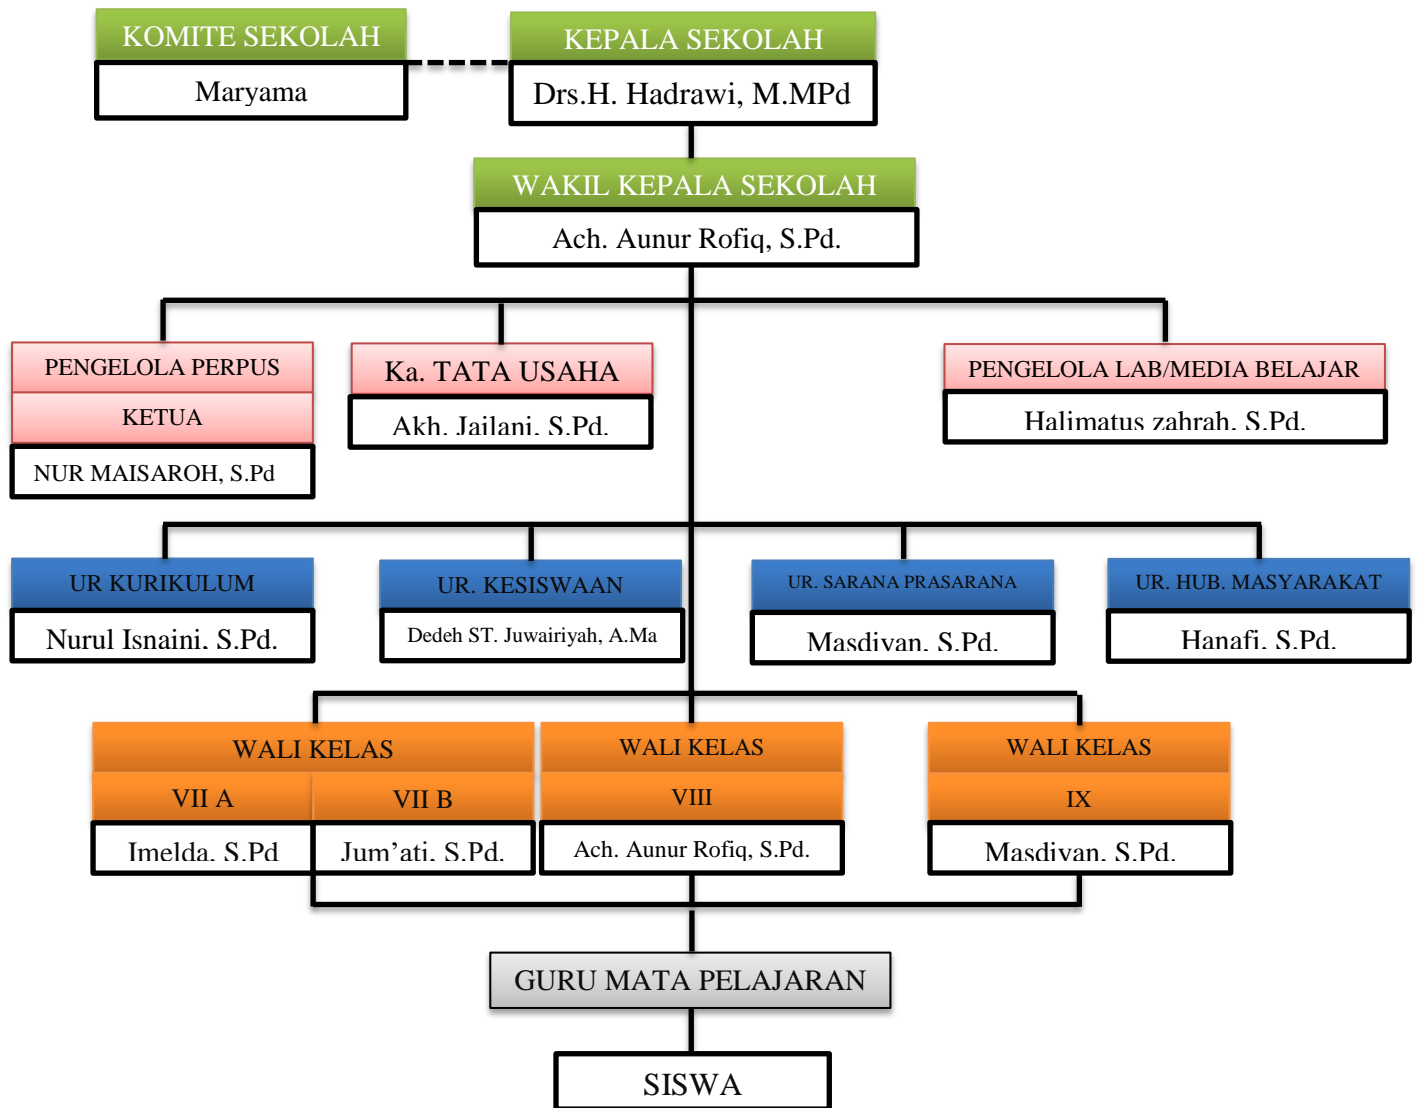 KOMITE SEKOLAH
Maryama
KEPALA SEKOLAH
Drs.H. Hadrawi, M.MPd
WAKIL KEPALA SEKOLAH
Ach. Aunur Rofiq, S.Pd.
PENGELOLA PERPUS
KETUA
NUR MAISAROH, S.Pd
Ka. TATA USAHA
Akh. Jailani, S.Pd.
PENGELOLA LAB/MEDIA BELAJAR
Halimatus zahrah, S.Pd.
UR KURIKULUM
Nurul Isnaini, S.Pd.
UR. KESISWAAN
Dedeh ST. Juwairiyah, A.Ma
UR. SARANA PRASARANA
Masdivan, S.Pd.
UR. HUB. MASYARAKAT
Hanafi, S.Pd.
WALI KELAS
VII A
VII B
Imelda, S.Pd
Jum’ati, S.Pd.
WALI KELAS
VIII
Ach. Aunur Rofiq, S.Pd.
WALI KELAS
IX
Masdivan, S.Pd.
GURU MATA PELAJARAN
SISWA